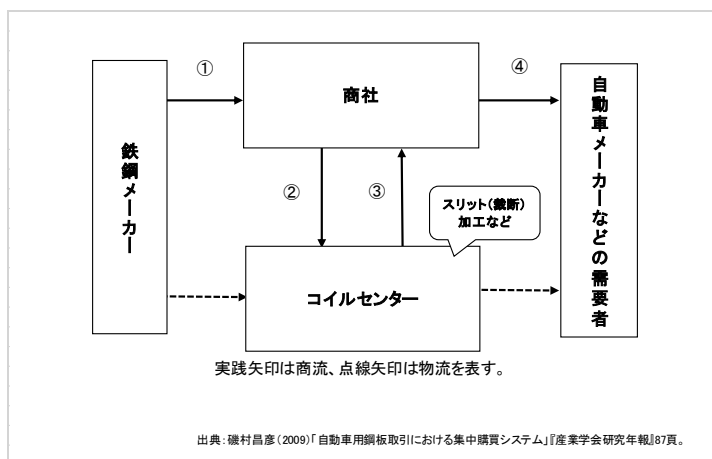 ①
商社
④
鉄鋼メーカー
自動車メーカーなどの需要者
②
③
スリット(裁断)
加工など
コイルセンター
実践矢印は商流、点線矢印は物流を表す。
出典：磯村昌彦(2009)「自動車用鋼板取引における集中購買システム」『産業学会研究年報』87頁。